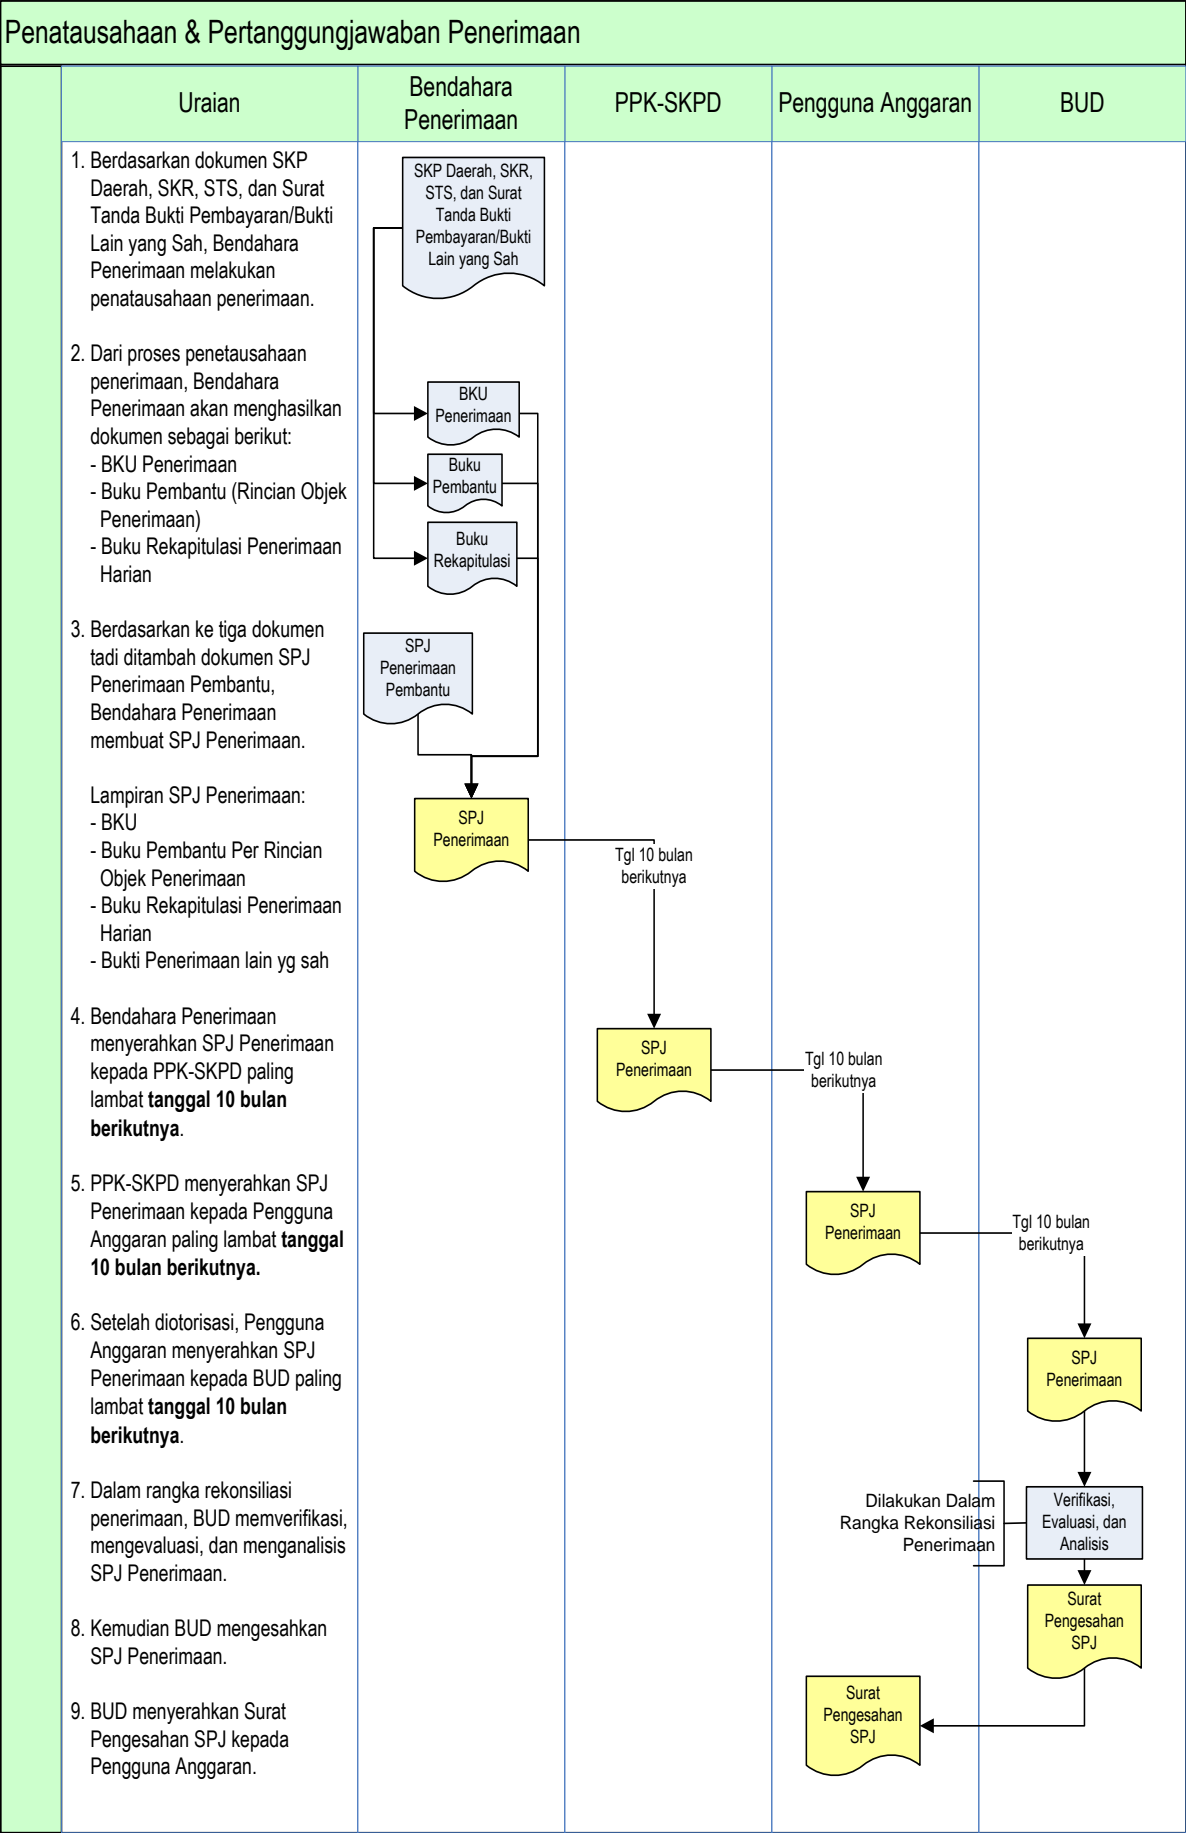 Penatausahaan & Pertanggungjawaban Penerimaan
Uraian
Bendahara
Penerimaan
PPK-SKPD
Pengguna Anggaran
BUD
1. Berdasarkan dokumen SKP
Daerah, SKR, STS, dan Surat
Tanda Bukti Pembayaran/Bukti
Lain yang Sah, Bendahara
Penerimaan melakukan
penatausahaan penerimaan.
2. Dari proses penetausahaan
penerimaan, Bendahara
Penerimaan akan menghasilkan
dokumen sebagai berikut:
- BKU Penerimaan
- Buku Pembantu (Rincian Objek
Penerimaan)
- Buku Rekapitulasi Penerimaan
Harian
3. Berdasarkan ke tiga dokumen
tadi ditambah dokumen SPJ
Penerimaan Pembantu,
Bendahara Penerimaan
membuat SPJ Penerimaan.
Lampiran SPJ Penerimaan:
- BKU
- Buku Pembantu Per Rincian
Objek Penerimaan
- Buku Rekapitulasi Penerimaan
Harian
- Bukti Penerimaan lain yg sah
4. Bendahara Penerimaan
menyerahkan SPJ Penerimaan
kepada PPK-SKPD paling
lambat tanggal 10 bulan
berikutnya.
5. PPK-SKPD menyerahkan SPJ
Penerimaan kepada Pengguna
Anggaran paling lambat tanggal
10 bulan berikutnya.
6. Setelah diotorisasi, Pengguna
Anggaran menyerahkan SPJ
Penerimaan kepada BUD paling
lambat tanggal 10 bulan
berikutnya.
7. Dalam rangka rekonsiliasi
penerimaan, BUD memverifikasi,
mengevaluasi, dan menganalisis
SPJ Penerimaan.
8. Kemudian BUD mengesahkan
SPJ Penerimaan.
9. BUD menyerahkan Surat
Pengesahan SPJ kepada
Pengguna Anggaran.
SKP Daerah, SKR,
STS, dan Surat
Tanda Bukti
Pembayaran/Bukti
Lain yang Sah
BKU
Penerimaan
Buku
Pembantu
Buku
Rekapitulasi
SPJ
Penerimaan
Pembantu
SPJ
Penerimaan
Tgl 10 bulan
berikutnya
SPJ
Penerimaan
Tgl 10 bulan
berikutnya
SPJ
Penerimaan
Tgl 10 bulan
berikutnya
SPJ
Penerimaan
Dilakukan Dalam
Rangka Rekonsiliasi
Penerimaan
Verifikasi,
Evaluasi, dan
Analisis
Surat
Pengesahan
SPJ
Surat
Pengesahan
SPJ